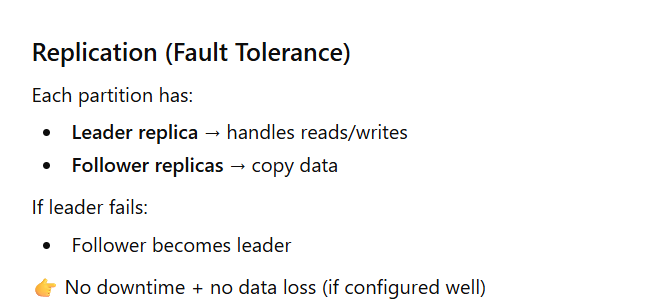 Replication (Fault Tolerance)
Each partition has:
• Leader replica → handles reads/writes
• Follower replicas → copy data
If leader fails:
• Follower becomes leader
👉 No downtime + no data loss (if configured well)